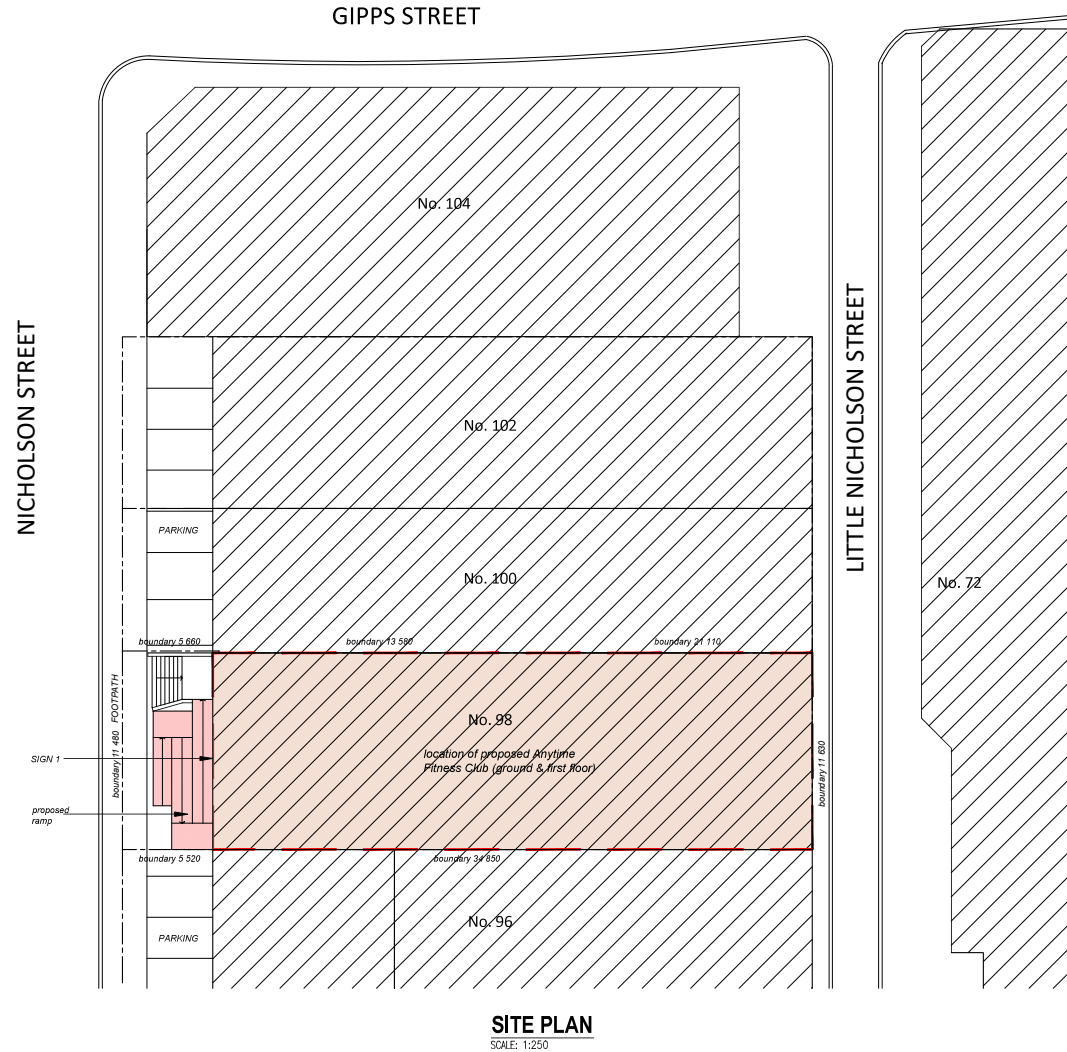 GIPPS STREET
No. 104
NICHOLSON STREET
LITTLE NICHOLSON STREET
No. 102
PARKING
No. 100
No. 72
boundary 5 660
boundary 13 580
boundary 21 110
FOOTPATH
boundary 11 480
No. 98
location of proposed Anytime
Fitness Club (ground & first floor)
SIGN 1
boundary 11 630
proposed
ramp
boundary 5 520
boundary 34 850
No. 96
PARKING
SITE PLAN
SCALE: 1:250